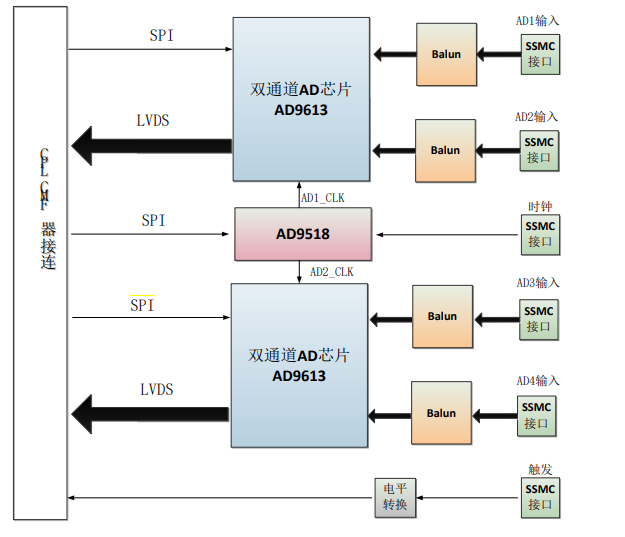 CPL CMF 器接连
SPI
LVDS
双通道AD芯片
AD9613
Balun
AD1输入
SSMC
接口
Balun
AD2输入
SSMC
接口
AD1_CLK
SPI
AD9518
时钟
SSMC
接口
AD2_CLK
SPI
LVDS
双通道AD芯片
AD9613
Balun
AD3输入
SSMC
接口
Balun
AD4输入
SSMC
接口
电平
转换
触发
SSMC
接口